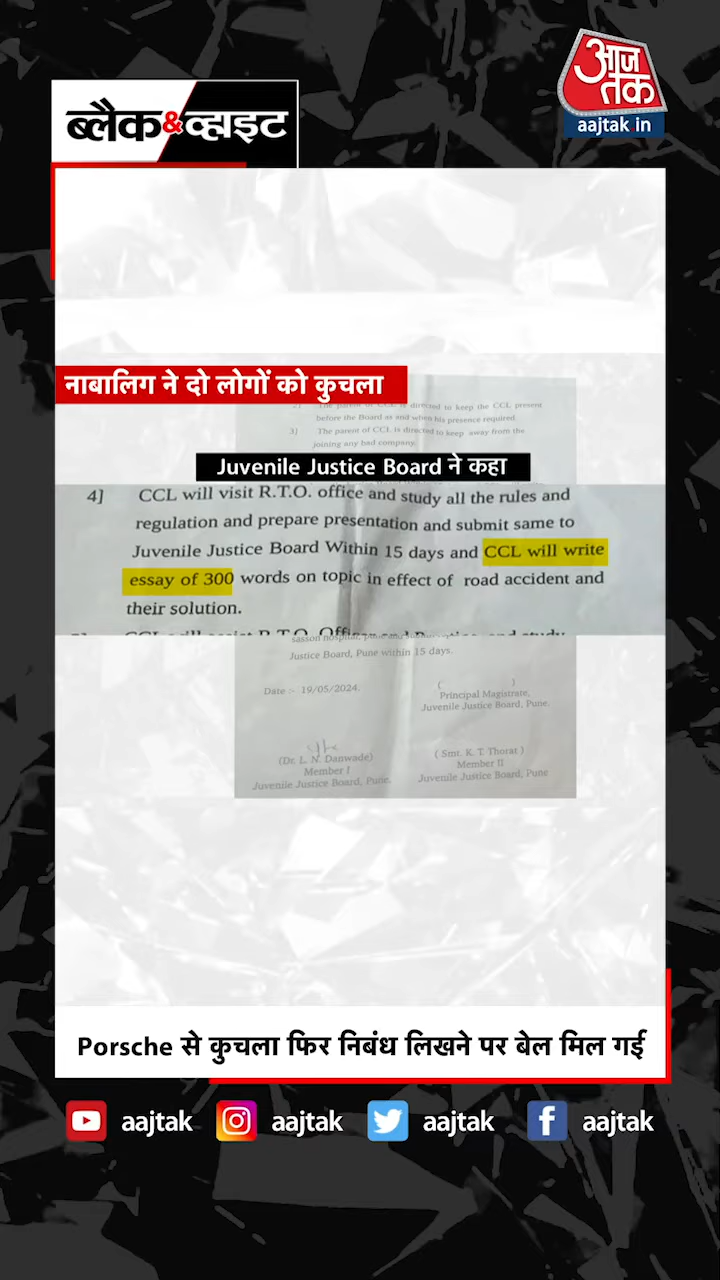 ब्लैक&व्हाइट
आज
तक
aajtak.in
नाबालिग ने दो लोगों को कुचला
2] The parent of CCL is directed to keep the CCL present
before the Board as and when his presence required.
3] The parent of CCL is directed to keep away from the
joining any bad company.
Juvenile Justice Board ने कहा
4] CCL will visit R.T.O. office and study all the rules and
regulation and prepare presentation and submit same to
Juvenile Justice Board Within 15 days and CCL will write
essay of 300 words on topic in effect of road accident and
their solution.
Justice Board, Pune within 15 days.
Date :- 19/05/2024.
( )
Principal Magistrate,
Juvenile Justice Board, Pune.
(Dr. L. N. Danwade)
Member I
Juvenile Justice Board, Pune.
( Smt. K. T. Thorat )
Member II
Juvenile Justice Board, Pune
Porsche से कुचला फिर निबंध लिखने पर बेल मिल गई
aajtak aajtak aajtak aajtak